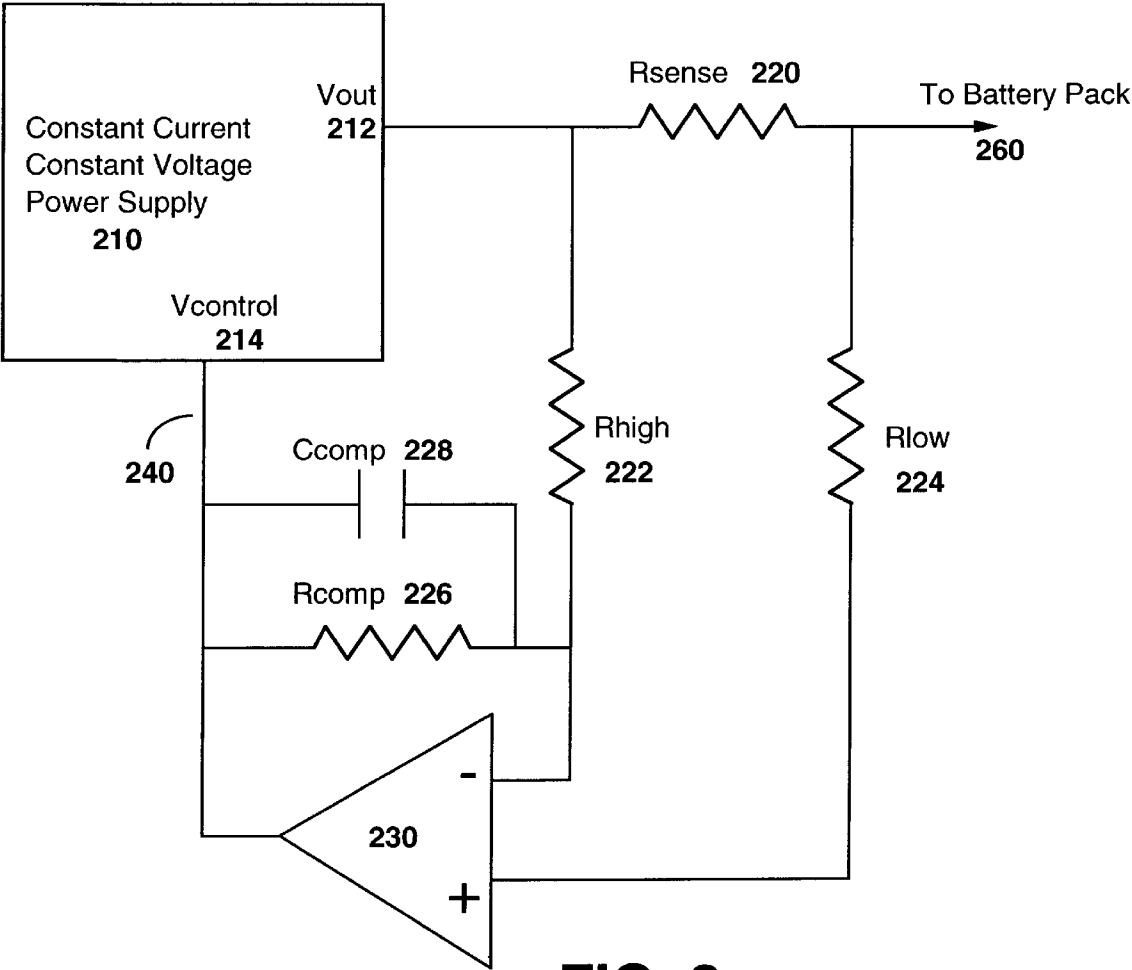 Rsense 220
To Battery Pack
260
Vout
212
Constant Current
Constant Voltage
Power Supply
210
Vcontrol
214
240
Ccomp 228
Rhigh
222
Rlow
224
Rcomp 226
-
230
+